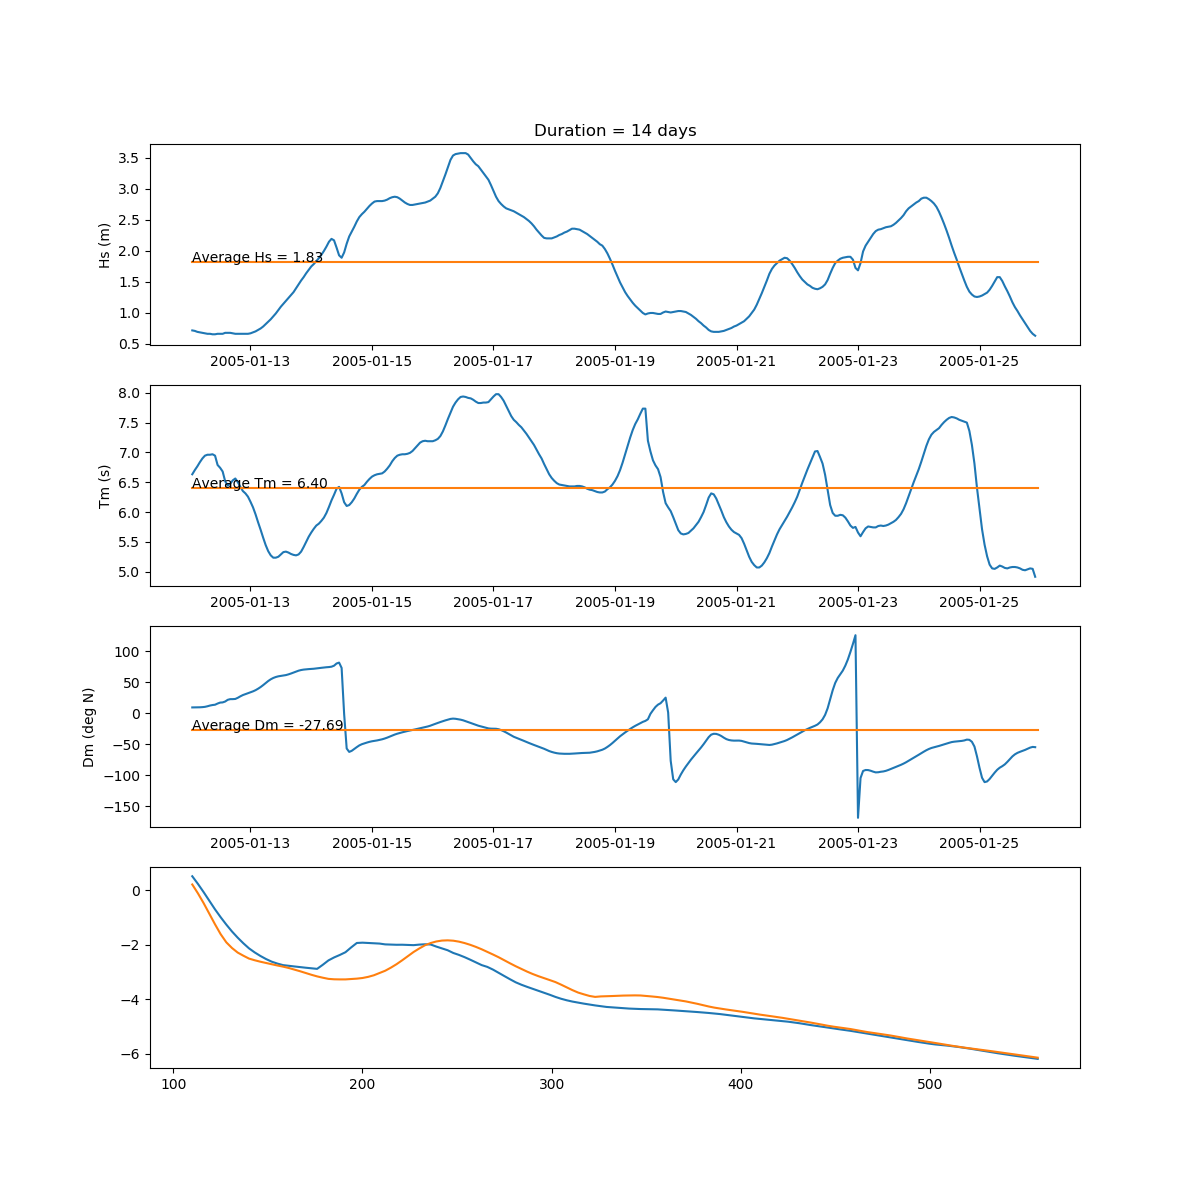 Duration = 14 days
Hs (m)
3.5
3.0
2.5
2.0
1.5
1.0
0.5
Average Hs = 1.83
2005-01-13 2005-01-15 2005-01-17 2005-01-19 2005-01-21 2005-01-23 2005-01-25
Tm (s)
8.0
7.5
7.0
6.5
6.0
5.5
5.0
Average Tm = 6.40
2005-01-13 2005-01-15 2005-01-17 2005-01-19 2005-01-21 2005-01-23 2005-01-25
Dm (deg N)
100
50
0
−50
−100
−150
Average Dm = -27.69
2005-01-13 2005-01-15 2005-01-17 2005-01-19 2005-01-21 2005-01-23 2005-01-25
0
−2
−4
−6
100 200 300 400 500